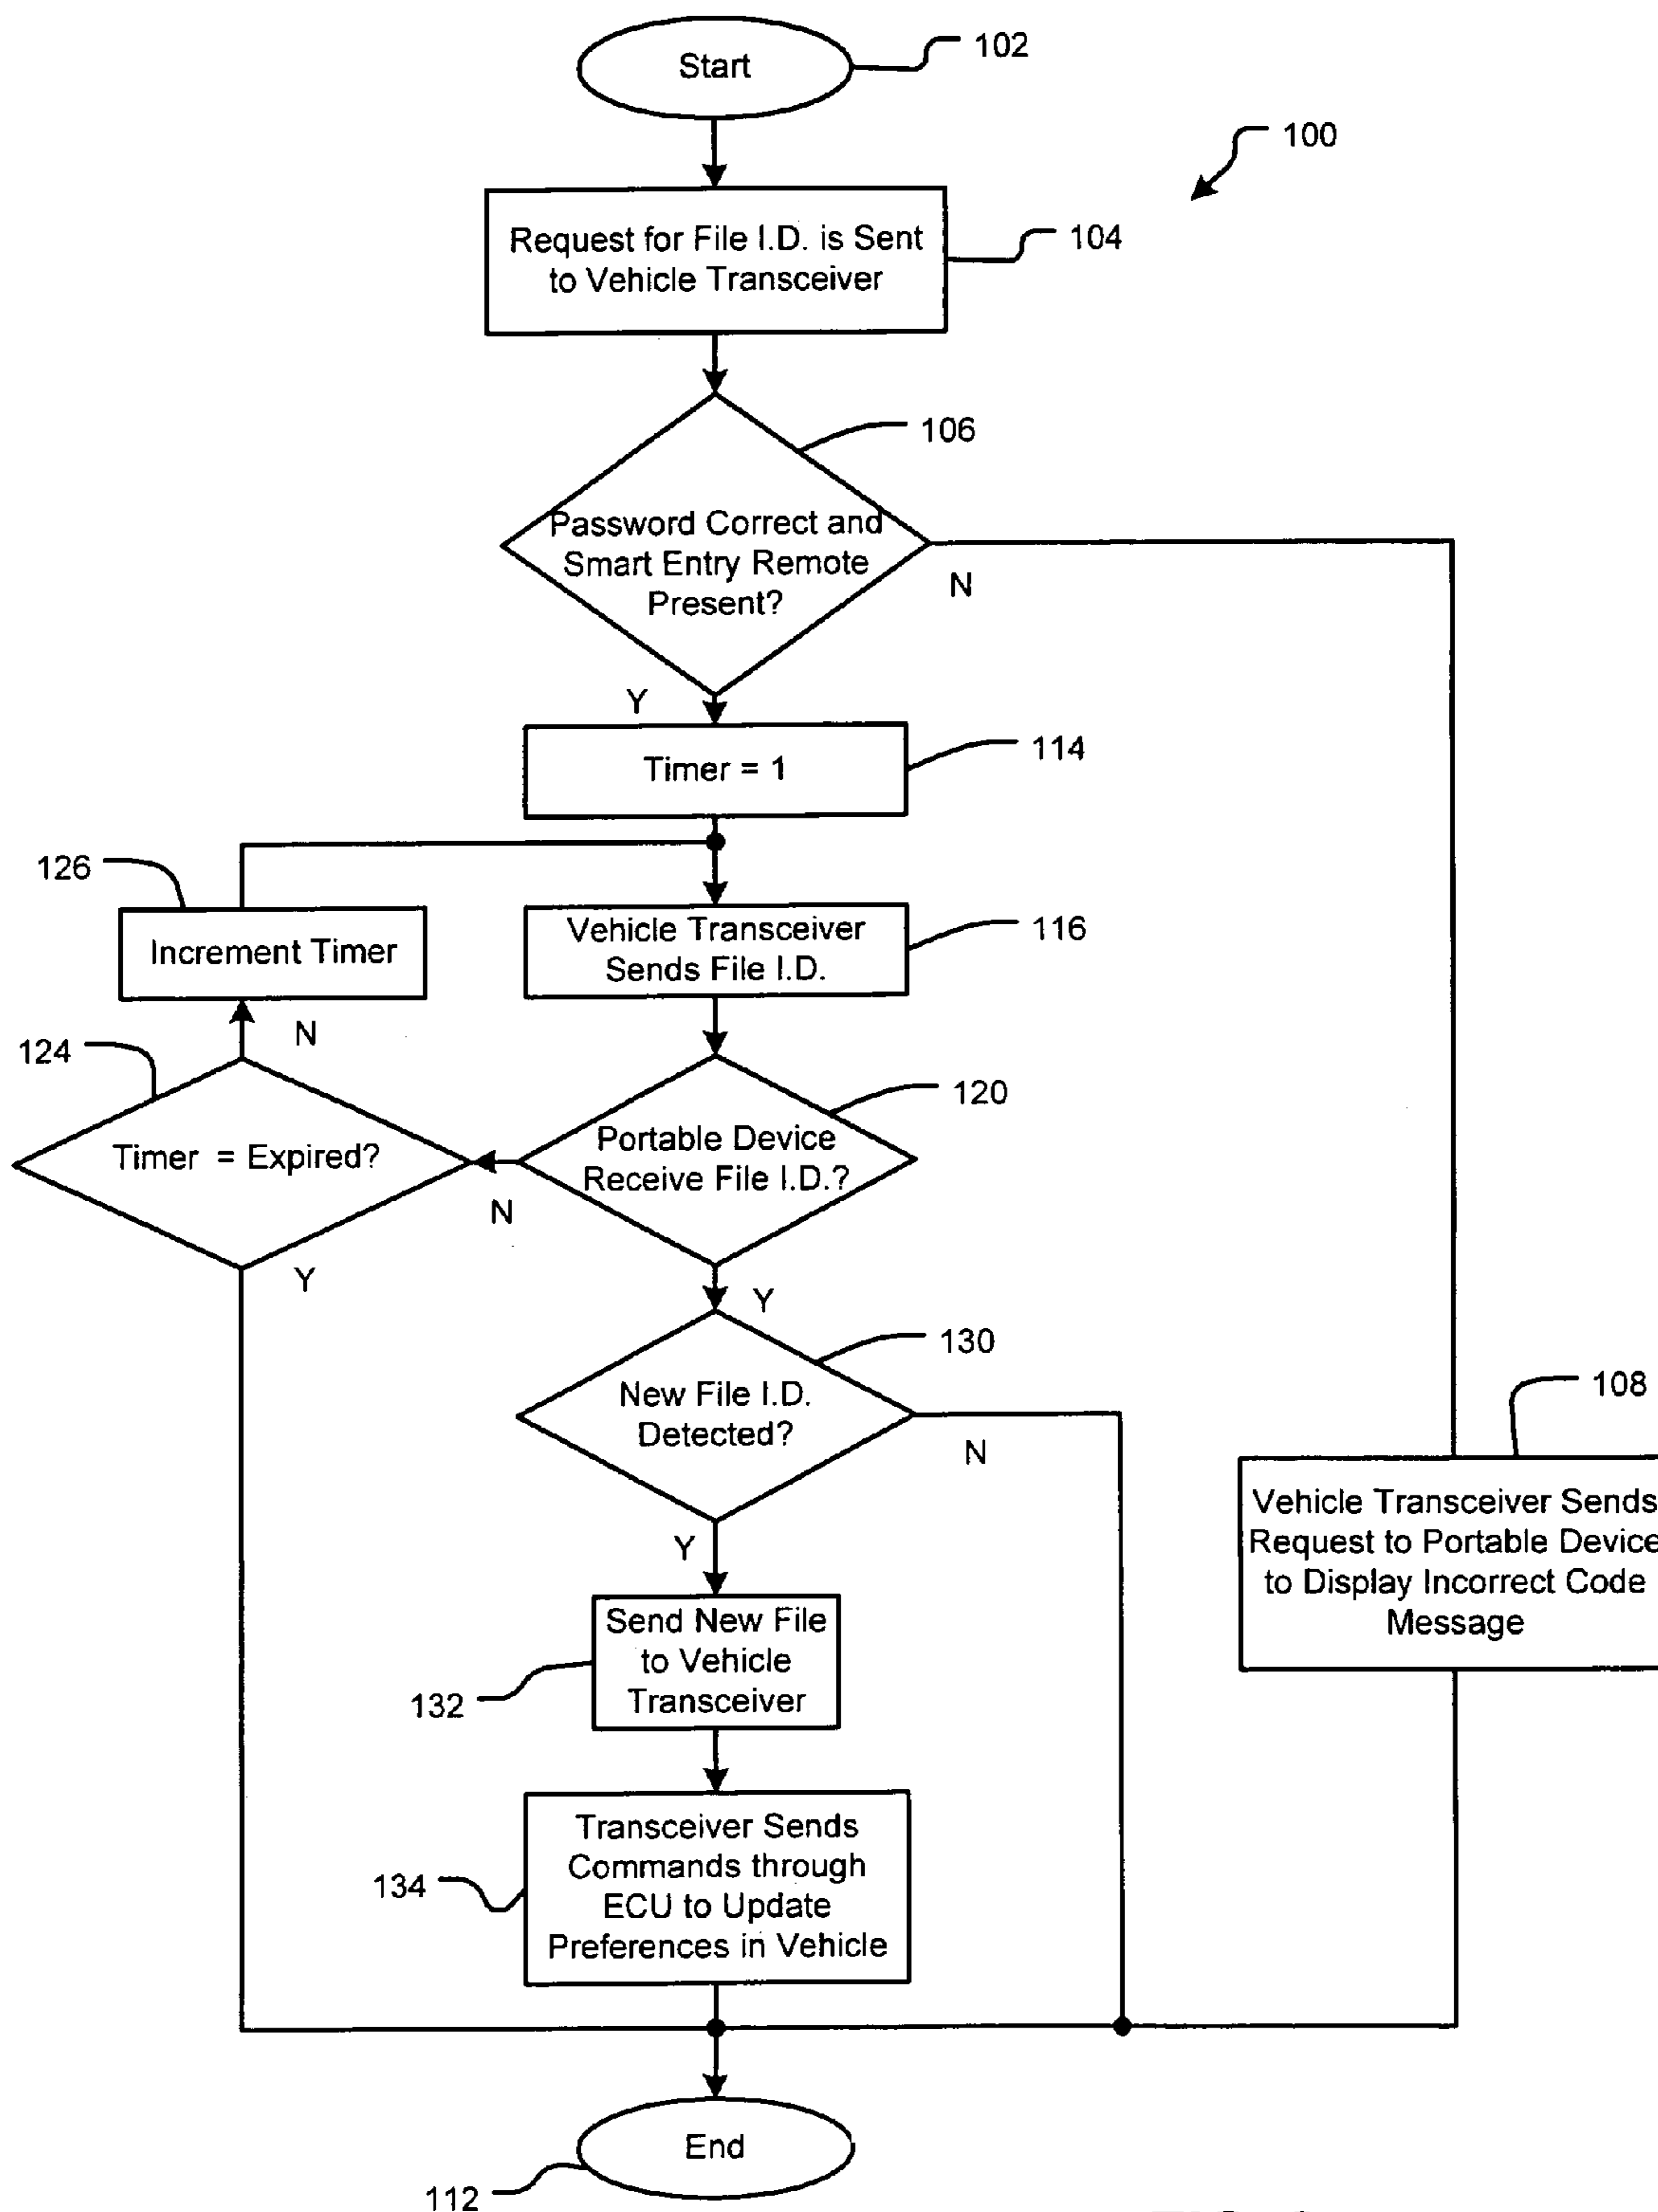 Start
102
100
Request for File I.D. is Sent
to Vehicle Transceiver
104
106
Password Correct and
Smart Entry Remote
Present?
N
Y
Timer = 1
114
126
Increment Timer
Vehicle Transceiver
Sends File I.D.
116
N
124
Timer = Expired?
120
Portable Device
Receive File I.D.?
N
Y
Y
130
New File I.D.
Detected?
N
108
Vehicle Transceiver Sends
Request to Portable Device
to Display Incorrect Code
Message
Y
Send New File
to Vehicle
Transceiver
132
Transceiver Sends
Commands through
ECU to Update
Preferences in Vehicle
134
End
112